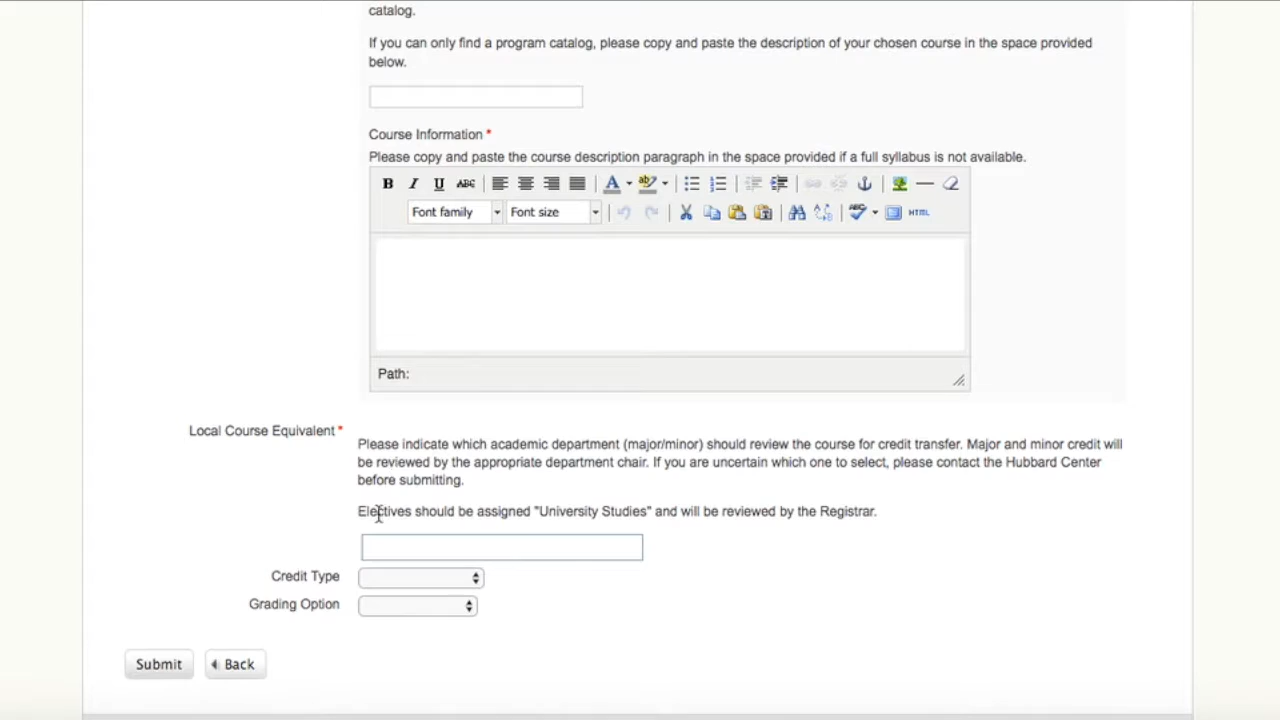 catalog.
If you can only find a program catalog, please copy and paste the description of your chosen course in the space provided
below.
Course Information *
Please copy and paste the course description paragraph in the space provided if a full syllabus is not available.
B I U ABC A ab
Font family Font size ABC HTML
Path:
Local Course Equivalent *
Please indicate which academic department (major/minor) should review the course for credit transfer. Major and minor credit will
be reviewed by the appropriate department chair. If you are uncertain which one to select, please contact the Hubbard Center
before submitting.
Electives should be assigned "University Studies" and will be reviewed by the Registrar.
Credit Type
Grading Option
Submit Back